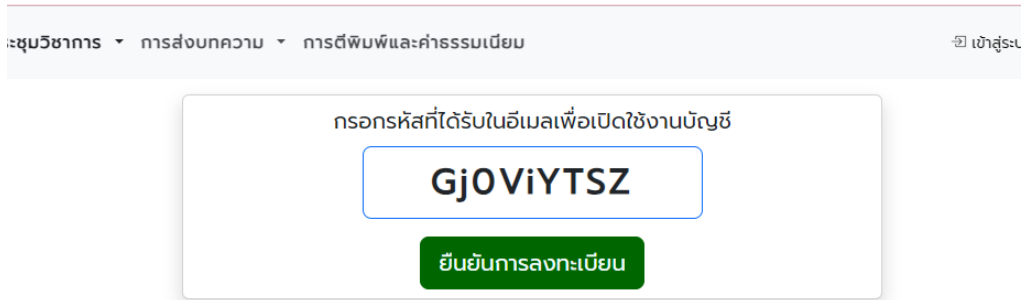 ะชุมวิชาการ การส่งบทความ การตีพิมพ์และค่าธรรมเนียม เข้าสู่ระบ
กรอกรหัสที่ได้รับในอีเมลเพื่อเปิดใช้งานบัญชี
Gj0ViYTSZ
ยืนยันการลงทะเบียน